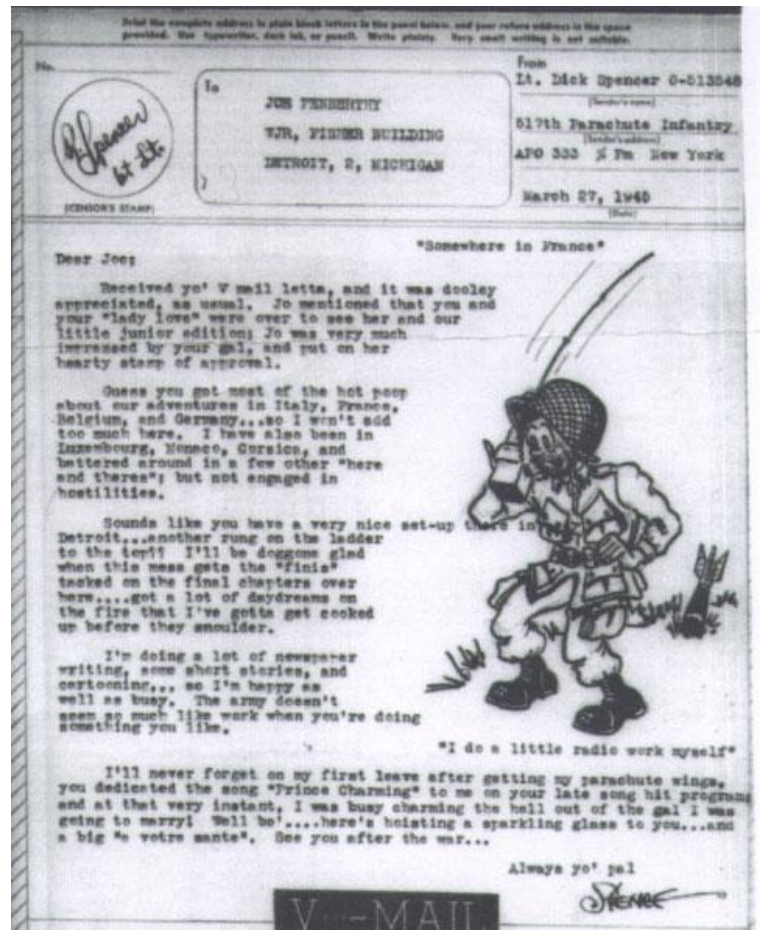 Print the complete address in plain block letters in the panel below, and your return address in the space
provided. Use typewriter, dark ink, or pencil. Write plainly. Very small writing is not suitable.
No.
To
JOE PENBERTHY
WJR, FISHER BUILDING
DETROIT, 2, MICHIGAN
From
Lt. Dick Spencer O-513548
(Sender's name)
517th Parachute Infantry
(Sender's address)
APO 333 % Pm New York
March 27, 1945
(Date)
R. Spencer
1st Lt.
(CENSOR'S STAMP)
"Somewhere in France"
Dear Joe;
Received yo' V mail letta, and it was dooley
appreciated, as usual. Jo mentioned that you and
your "lady love" were over to see her and our
little junior edition; Jo was very much
impressed by your gal, and put on her
hearty stamp of approval.
Guess you got most of the hot poop
about our adventures in Italy, France,
Belgium, and Germany...so I won't add
too much here. I have also been in
Luxembourg, Monaco, Corsica, and
battered around in a few other "here
and theres"; but not engaged in
hostilities.
Sounds like you have a very nice set-up there in
Detroit...another rung on the ladder
to the top!! I'll be doggone glad
when this mess gets the "finis"
tacked on the final chapters over
here....got a lot of daydreams on
the fire that I've gotta get cooked
up before they smoulder.
I'm doing a lot of newspaper
writing, some short stories, and
cartooning... so I'm happy as
well as busy. The army doesn't
seem so much like work when you're doing
something you like.
"I do a little radio work myself"
I'll never forget on my first leave after getting my parachute wings,
you dedicated the song "Prince Charming" to me on your late song hit program
and at that very instant, I was busy charming the hell out of the gal I was
going to marry! Well bo'....here's hoisting a sparkling glass to you...and
a big "a votre sante". See you after the war...
Always yo' pal
SPENCE
V···-MAIL